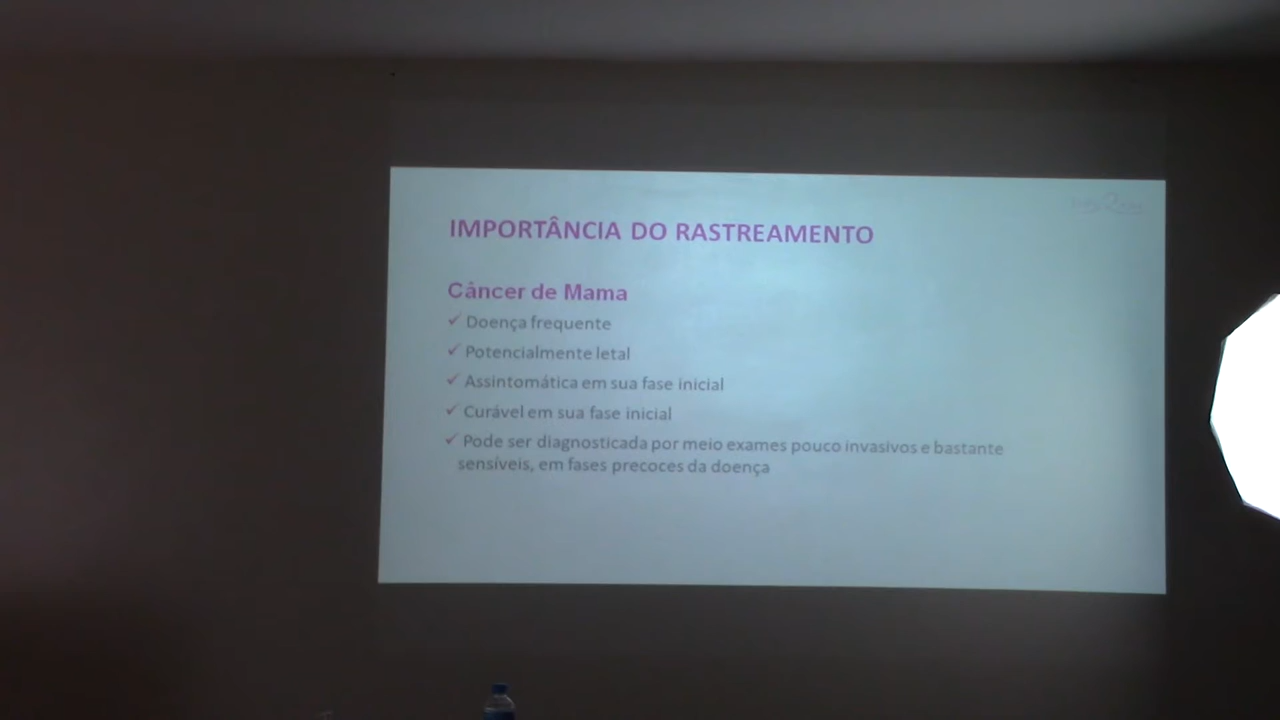 IMPORTÂNCIA DO RASTREAMENTO
Câncer de Mama
✓ Doença frequente
✓ Potencialmente letal
✓ Assintomática em sua fase inicial
✓ Curável em sua fase inicial
✓ Pode ser diagnosticada por meio exames pouco invasivos e bastante
sensíveis, em fases precoces da doença